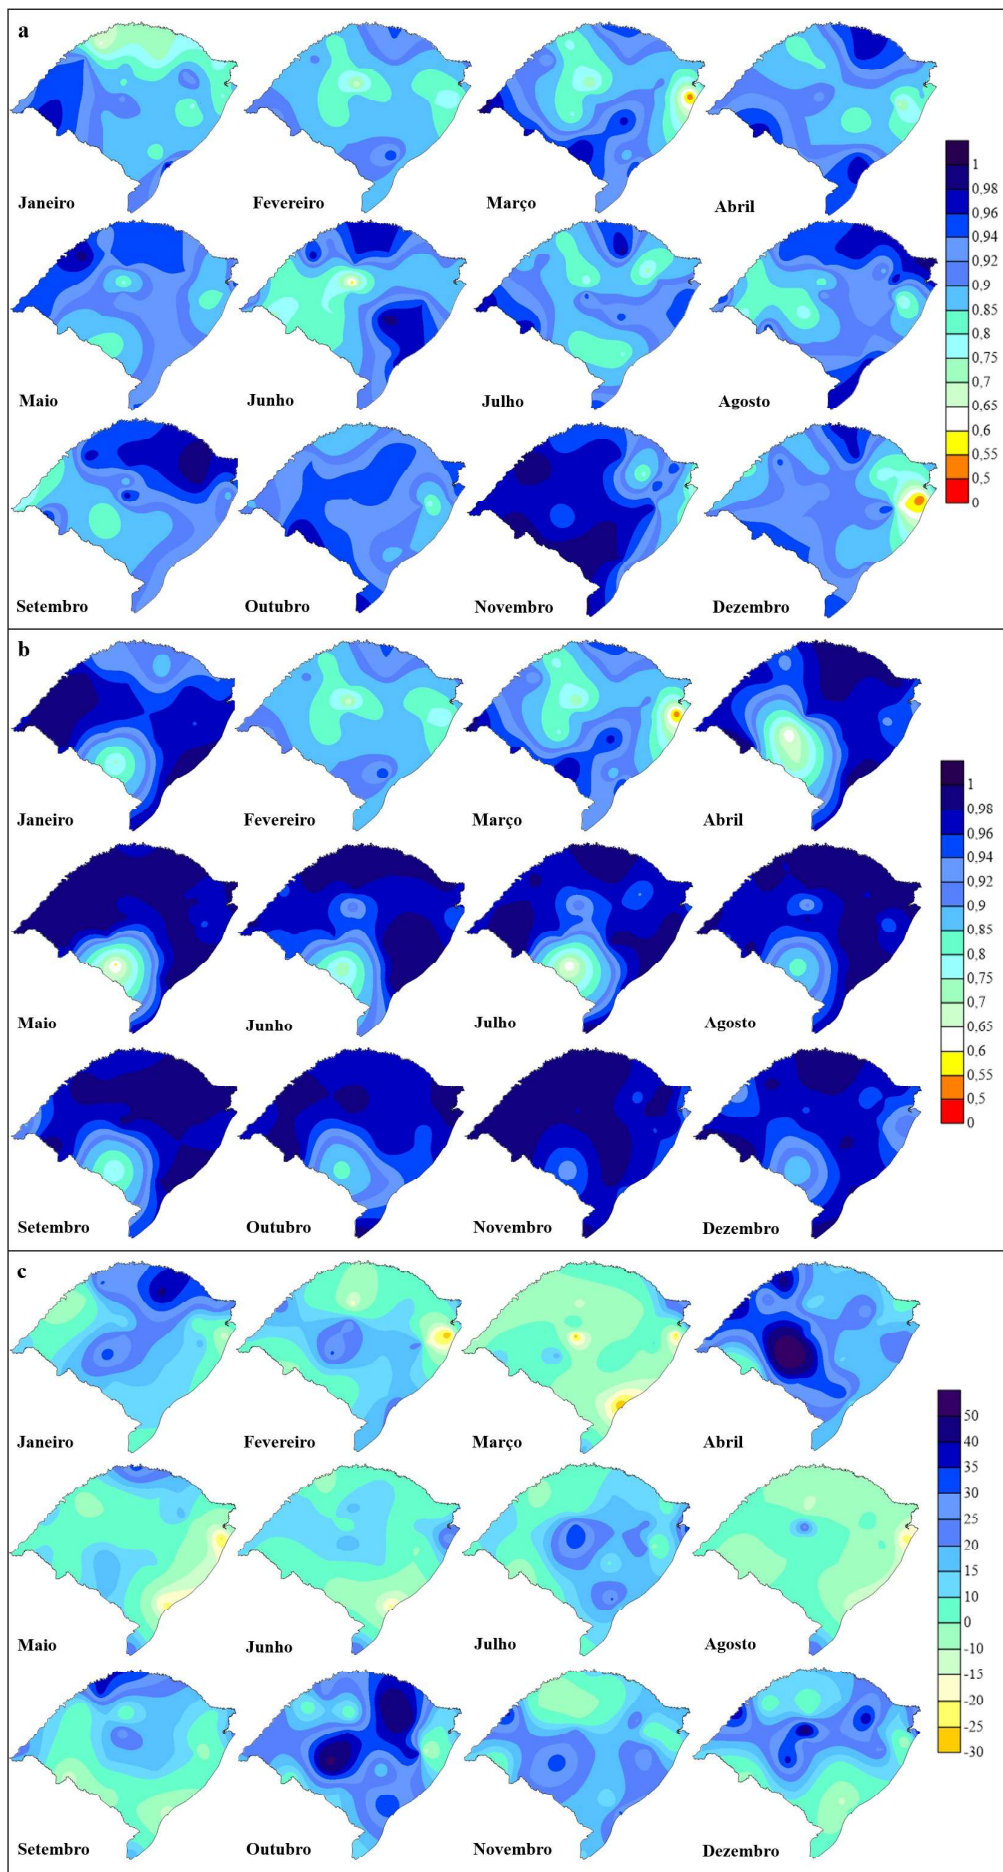 a
Janeiro
Fevereiro
Março
Abril
Maio
Junho
Julho
Agosto
Setembro
Outubro
Novembro
Dezembro
1
0,98
0,96
0,94
0,92
0,9
0,85
0,8
0,75
0,7
0,65
0,6
0,55
0,5
0
b
Janeiro
Fevereiro
Março
Abril
Maio
Junho
Julho
Agosto
Setembro
Outubro
Novembro
Dezembro
1
0,98
0,96
0,94
0,92
0,9
0,85
0,8
0,75
0,7
0,65
0,6
0,55
0,5
0
c
Janeiro
Fevereiro
Março
Abril
Maio
Junho
Julho
Agosto
Setembro
Outubro
Novembro
Dezembro
50
40
35
30
25
20
15
10
0
-10
-15
-20
-25
-30